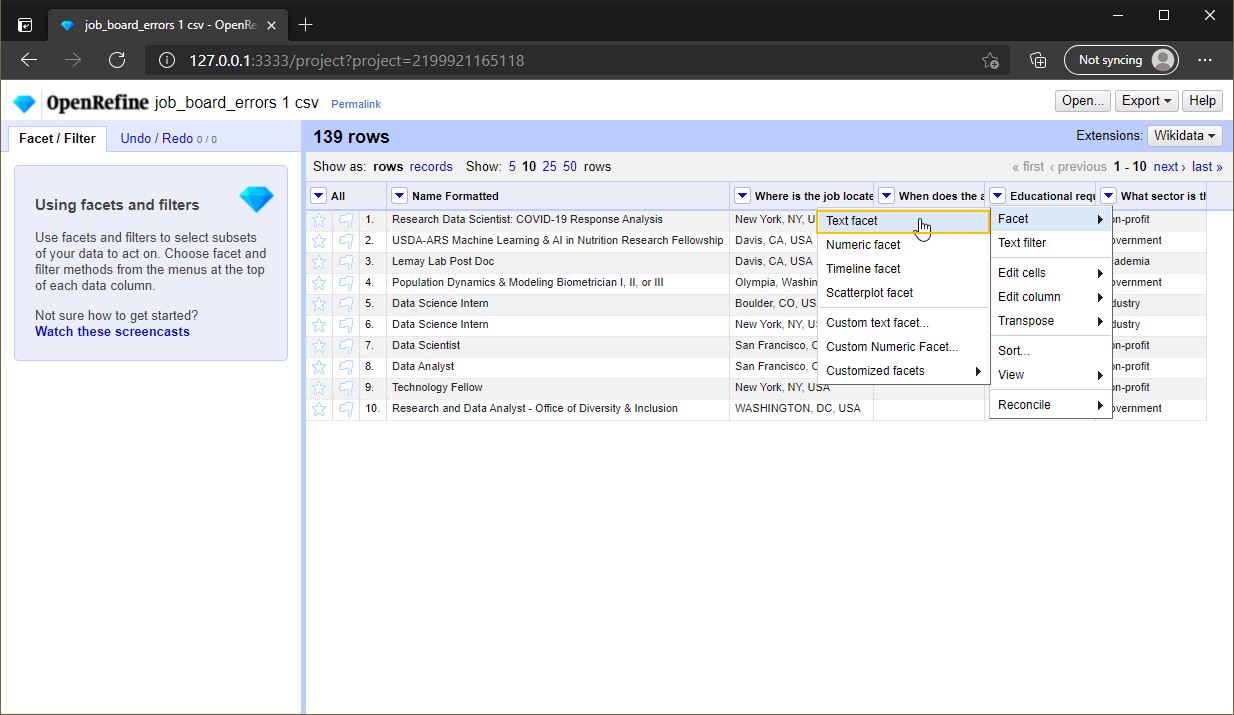 job_board_errors 1 csv - OpenRe
127.0.0.1:3333/project?project=2199921165118
Not syncing
OpenRefine job_board_errors 1 csv Permalink
Open... Export Help
Facet / Filter Undo / Redo 0 / 0
139 rows
Extensions: Wikidata
Show as: rows records Show: 5 10 25 50 rows
« first ‹ previous 1 - 10 next › last »
Using facets and filters
Use facets and filters to select subsets
of your data to act on. Choose facet and
filter methods from the menus at the top
of each data column.
Not sure how to get started?
Watch these screencasts
All Name Formatted Where is the job locate When does the a Educational requ What sector is th
1. Research Data Scientist: COVID-19 Response Analysis New York, NY, U on-profit
2. USDA-ARS Machine Learning & AI in Nutrition Research Fellowship Davis, CA, USA overnment
3. Lemay Lab Post Doc Davis, CA, USA ademia
4. Population Dynamics & Modeling Biometrician I, II, or III Olympia, Washin overnment
5. Data Science Intern Boulder, CO, US dustry
6. Data Science Intern New York, NY, U dustry
7. Data Scientist San Francisco, C on-profit
8. Data Analyst San Francisco, C on-profit
9. Technology Fellow New York, NY, USA on-profit
10. Research and Data Analyst - Office of Diversity & Inclusion WASHINGTON, DC, USA overnment
Text facet
Numeric facet
Timeline facet
Scatterplot facet
Custom text facet...
Custom Numeric Facet...
Customized facets
Facet
Text filter
Edit cells
Edit column
Transpose
Sort...
View
Reconcile